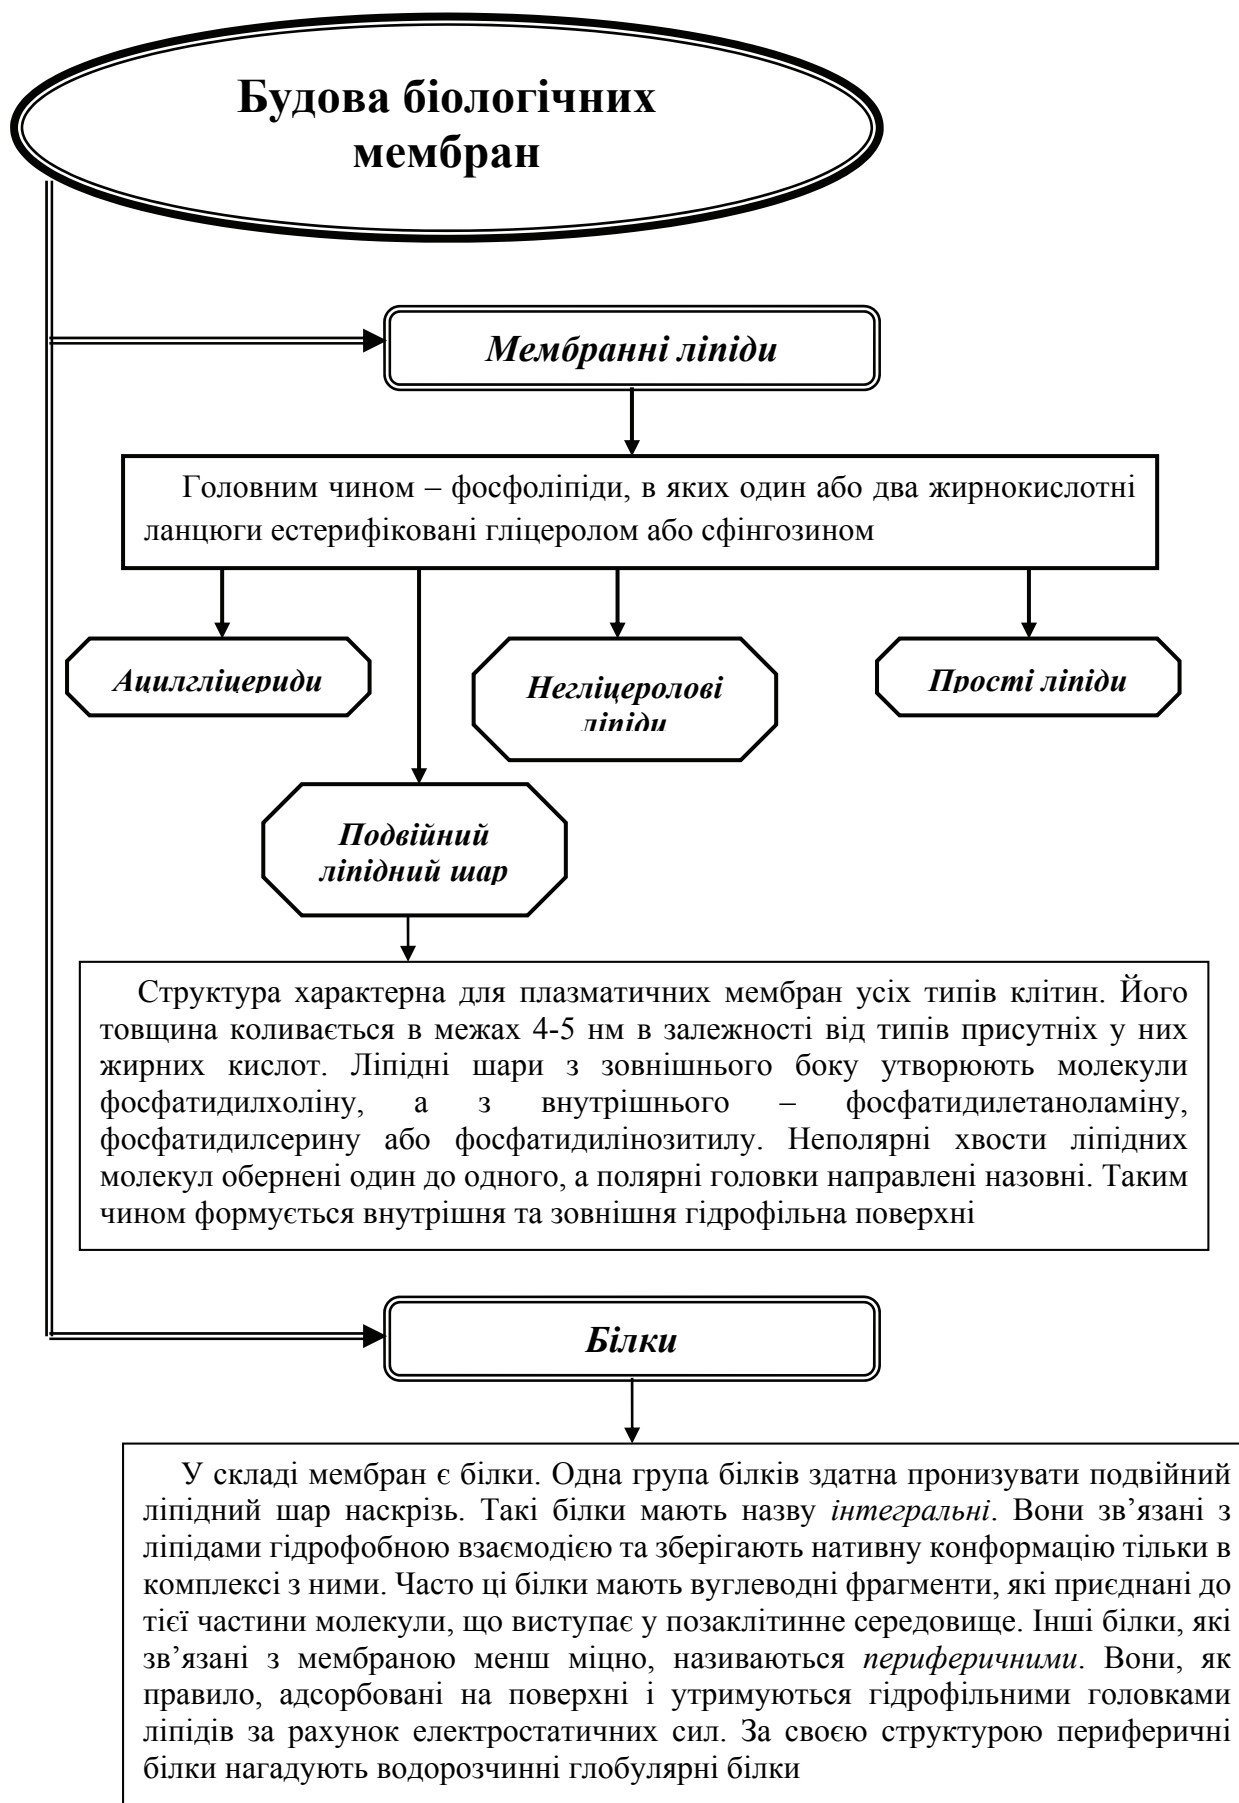 Будова біологічних
мембран
Мембранні ліпіди
Головним чином – фосфоліпіди, в яких один або два жирнокислотні
ланцюги естерифіковані гліцеролом або сфінгозином
Ацилгліцериди
Негліцеролові
ліпіди
Прості ліпіди
Подвійний
ліпідний шар
Структура характерна для плазматичних мембран усіх типів клітин. Його
товщина коливається в межах 4-5 нм в залежності від типів присутніх у них
жирних кислот. Ліпідні шари з зовнішнього боку утворюють молекули
фосфатидилхоліну, а з внутрішнього – фосфатидилетаноламіну,
фосфатидилсерину або фосфатидилінозитилу. Неполярні хвости ліпідних
молекул обернені один до одного, а полярні головки направлені назовні. Таким
чином формується внутрішня та зовнішня гідрофільна поверхні
Білки
У складі мембран є білки. Одна група білків здатна пронизувати подвійний
ліпідний шар наскрізь. Такі білки мають назву інтегральні. Вони зв’язані з
ліпідами гідрофобною взаємодією та зберігають нативну конформацію тільки в
комплексі з ними. Часто ці білки мають вуглеводні фрагменти, які приєднані до
тієї частини молекули, що виступає у позаклітинне середовище. Інші білки, які
зв’язані з мембраною менш міцно, називаються периферичними. Вони, як
правило, адсорбовані на поверхні і утримуються гідрофільними головками
ліпідів за рахунок електростатичних сил. За своєю структурою периферичні
білки нагадують водорозчинні глобулярні білки